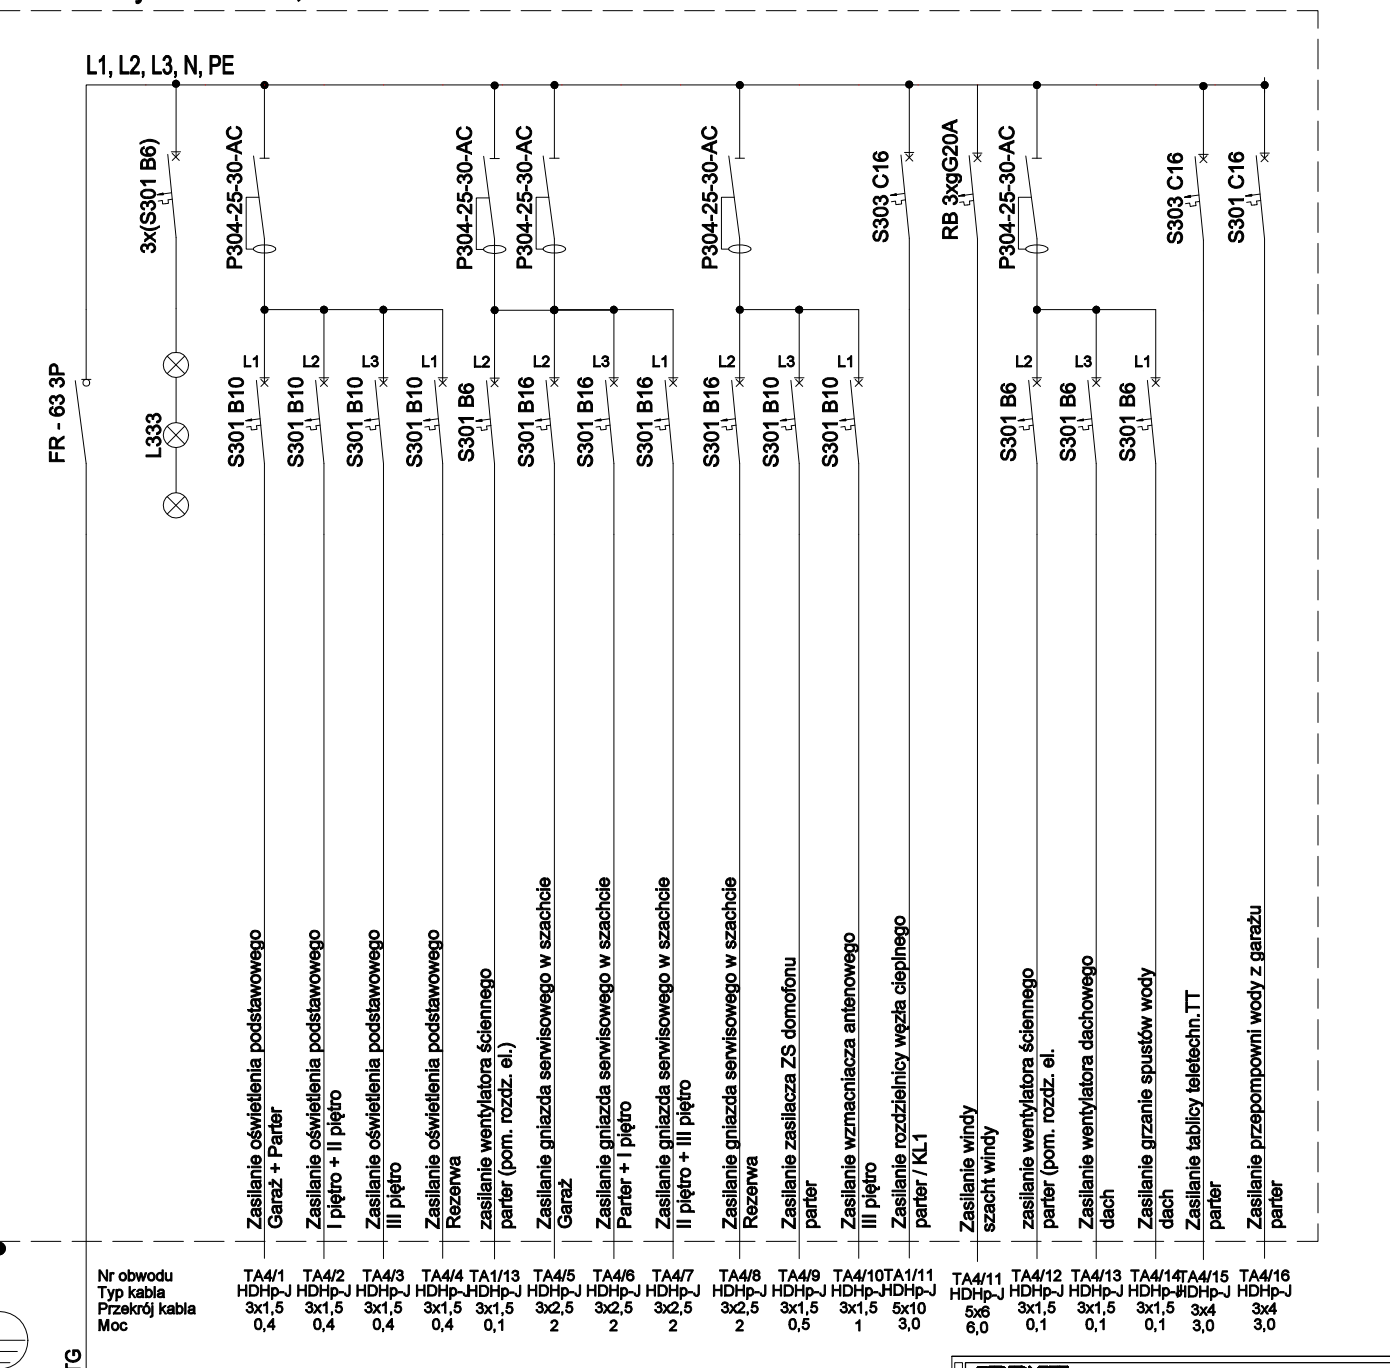 L1, L2, L3, N, PE
FR - 63 3P
3x(S301 B6)
L333
P304-25-30-AC
P304-25-30-AC
P304-25-30-AC
P304-25-30-AC
S303 C16
RB 3xgG20A
P304-25-30-AC
S303 C16
S301 C16
L1
L2
L3
L1
L2
L2
L3
L1
L2
L3
L1
L2
L3
L1
S301 B10
S301 B10
S301 B10
S301 B10
S301 B6
S301 B16
S301 B16
S301 B16
S301 B16
S301 B10
S301 B10
S301 B6
S301 B6
S301 B6
Zasilanie oświetlenia podstawowego
Garaż + Parter
Zasilanie oświetlenia podstawowego
I piętro + II piętro
Zasilanie oświetlenia podstawowego
III piętro
Zasilanie oświetlenia podstawowego
Rezerwa
zasilanie wentylatora ściennego
parter (pom. rozdz. el.)
Zasilanie gniazda serwisowego w szachcie
Garaż
Zasilanie gniazda serwisowego w szachcie
Parter + I piętro
Zasilanie gniazda serwisowego w szachcie
II piętro + III piętro
Zasilanie gniazda serwisowego w szachcie
Rezerwa
Zasilanie zasilacza ZS domofonu
parter
Zasilanie wzmacniacza antenowego
III piętro
Zasilanie rozdzielnicy węzła cieplnego
parter / KL1
Zasilanie windy
szacht windy
Zasilanie wentylatora ściennego
parter (pom. rozdz. el.
Zasilanie wentylatora dachowego
dach
Zasilanie grzanie spustów wody
dach
Zasilanie tablicy teletechn.TT
parter
Zasilanie przepompowni wody z garażu
parter
Nr obwodu TA4/1 TA4/2 TA4/3 TA4/4 TA1/13 TA4/5 TA4/6 TA4/7 TA4/8 TA4/9 TA4/10 TA1/11 TA4/11 TA4/12 TA4/13 TA4/14 TA4/15 TA4/16
Typ kabla HDHp-J HDHp-J HDHp-J HDHp-J HDHp-J HDHp-J HDHp-J HDHp-J HDHp-J HDHp-J HDHp-J HDHp-J HDHp-J HDHp-J HDHp-J HDHp-J HDHp-J HDHp-J
Przekrój kabla 3x1,5 3x1,5 3x1,5 3x1,5 3x1,5 3x2,5 3x2,5 3x2,5 3x2,5 3x1,5 3x1,5 5x10 5x6 3x1,5 3x1,5 3x1,5 3x4 3x4
Moc 0,4 0,4 0,4 0,4 0,1 2 2 2 2 0,5 1 3,0 6,0 0,1 0,1 0,1 3,0 3,0
TG